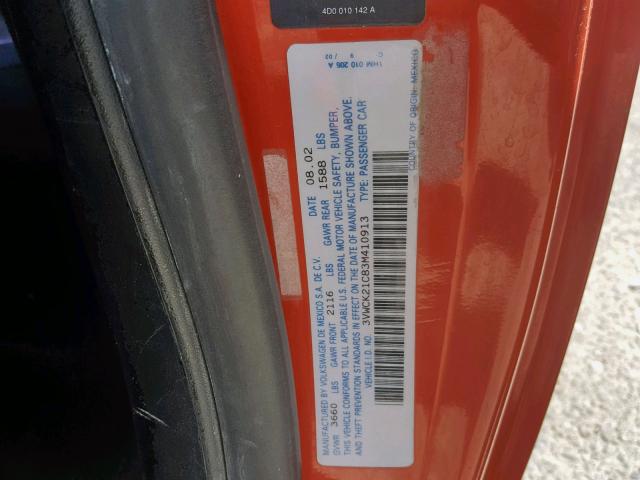 4D0 010 142 A
1HM 010 205 A 9 / 02
MANUFACTURED BY VOLKSWAGEN DE MEXICO S.A. DE C.V. DATE 08.02
GVWR 3660 LBS GAWR FRONT 2116 LBS GAWR REAR 1588 LBS
THIS VEHICLE CONFORMS TO ALL APPLICABLE U.S. FEDERAL MOTOR VEHICLE SAFETY, BUMPER,
AND THEFT PREVENTION STANDARDS IN EFFECT ON THE DATE OF MANUFACTURE SHOWN ABOVE.
VEHICLE I.D. NO. 3VWCK21C83M410913 TYPE: PASSENGER CAR
COUNTRY OF ORIGIN: MEXICO